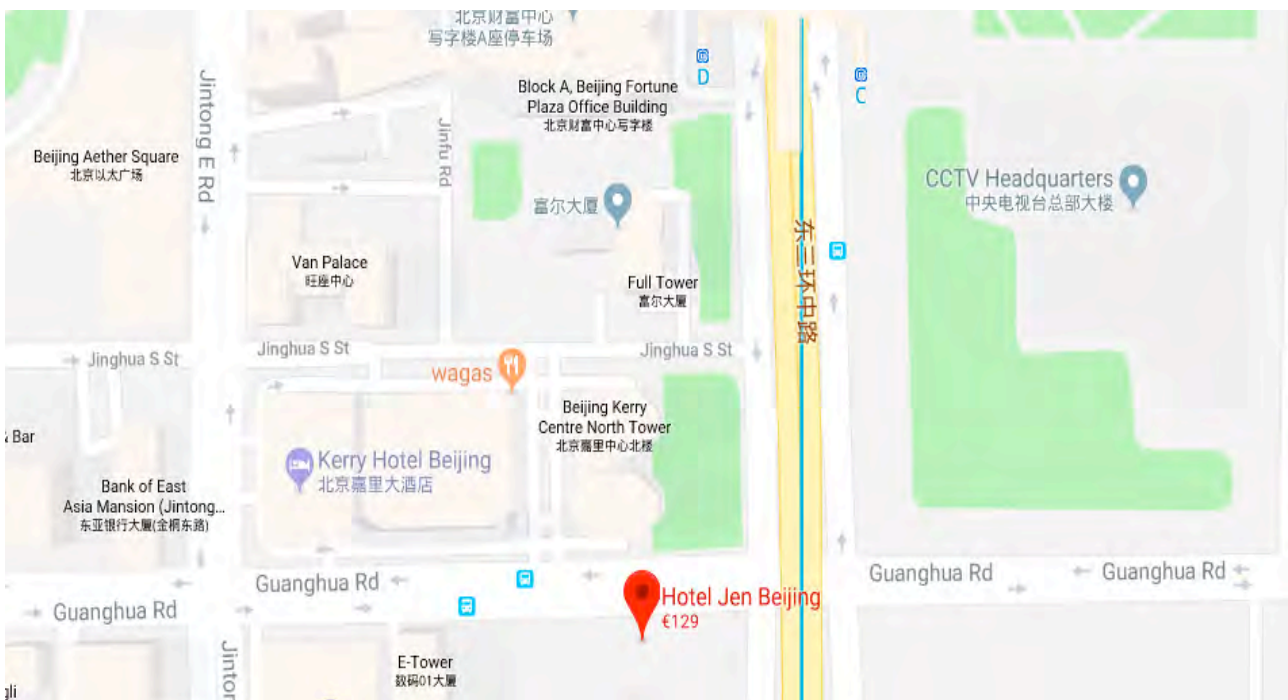 北京财富中心
写字楼A座停车场
D
C
Block A, Beijing Fortune
Plaza Office Building
北京财富中心写字楼
Jintong E Rd
Jinfu Rd
Beijing Aether Square
北京以太广场
CCTV Headquarters
中央电视台总部大楼
富尔大厦
东三环中路
Van Palace
旺座中心
Full Tower
富尔大厦
Jinghua S St
Jinghua S St
Jinghua S St
wagas
Beijing Kerry
Centre North Tower
北京嘉里中心北楼
& Bar
Kerry Hotel Beijing
北京嘉里大酒店
Bank of East
Asia Mansion (Jintong...
东亚银行大厦(金桐东路)
Guanghua Rd
Guanghua Rd
Guanghua Rd
Guanghua Rd
Hotel Jen Beijing
€129
E-Tower
数码01大厦
Jinton
gli